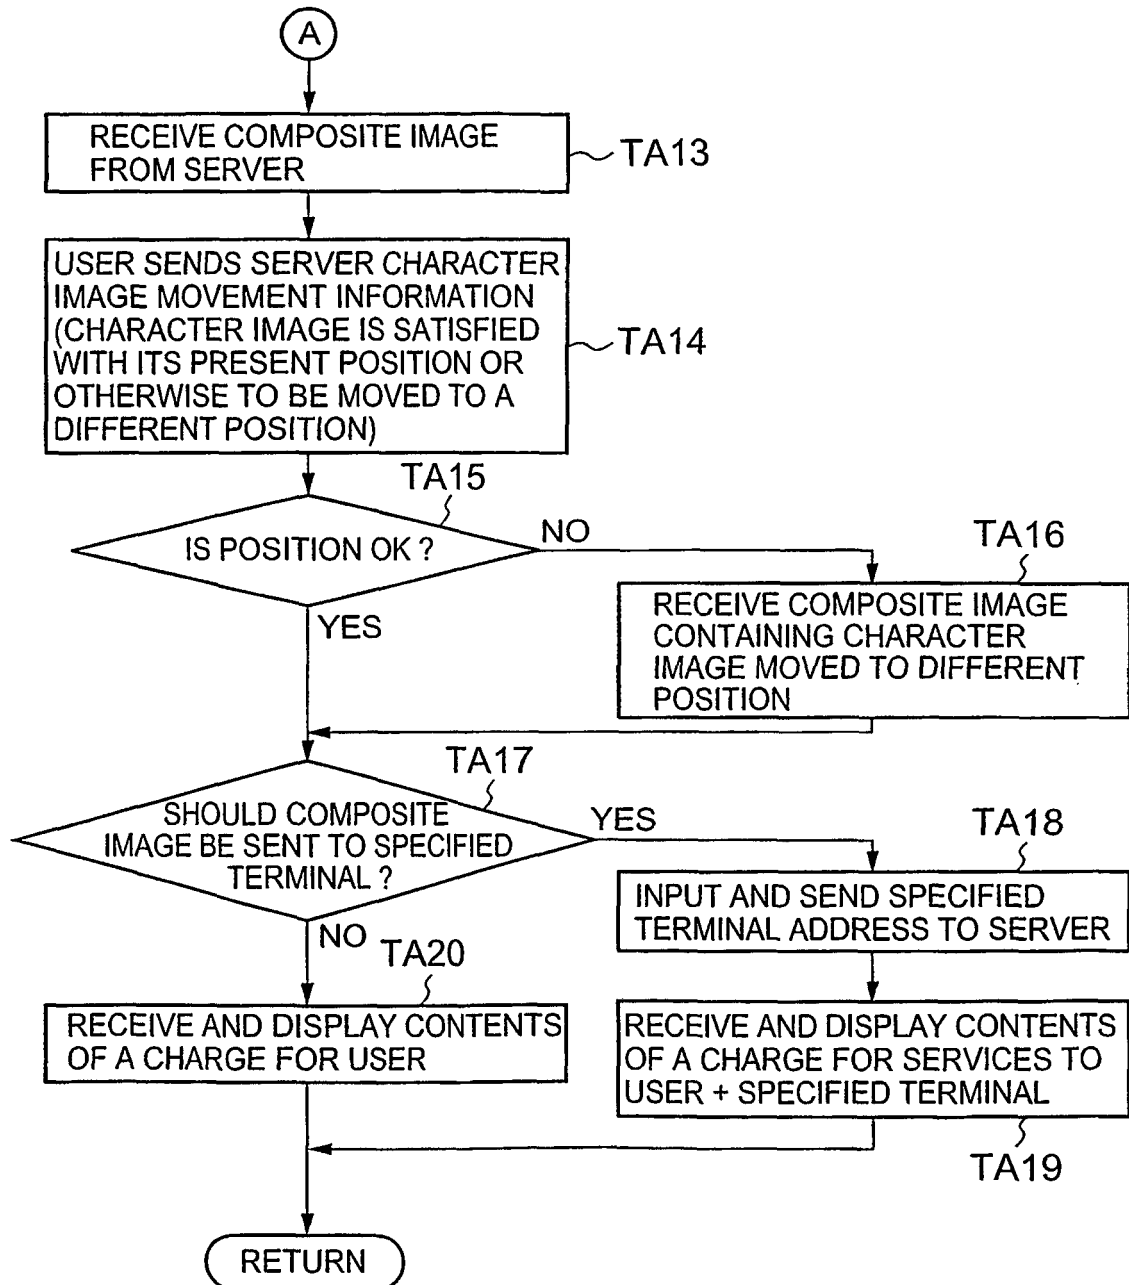 A
RECEIVE COMPOSITE IMAGE
FROM SERVER
TA13
USER SENDS SERVER CHARACTER
IMAGE MOVEMENT INFORMATION
(CHARACTER IMAGE IS SATISFIED
WITH ITS PRESENT POSITION OR
OTHERWISE TO BE MOVED TO A
DIFFERENT POSITION)
TA14
TA15
IS POSITION OK ?
NO
YES
TA16
RECEIVE COMPOSITE IMAGE
CONTAINING CHARACTER
IMAGE MOVED TO DIFFERENT
POSITION
TA17
SHOULD COMPOSITE
IMAGE BE SENT TO SPECIFIED
TERMINAL ?
YES
NO
TA18
INPUT AND SEND SPECIFIED
TERMINAL ADDRESS TO SERVER
TA20
RECEIVE AND DISPLAY CONTENTS
OF A CHARGE FOR USER
RECEIVE AND DISPLAY CONTENTS
OF A CHARGE FOR SERVICES TO
USER + SPECIFIED TERMINAL
TA19
RETURN